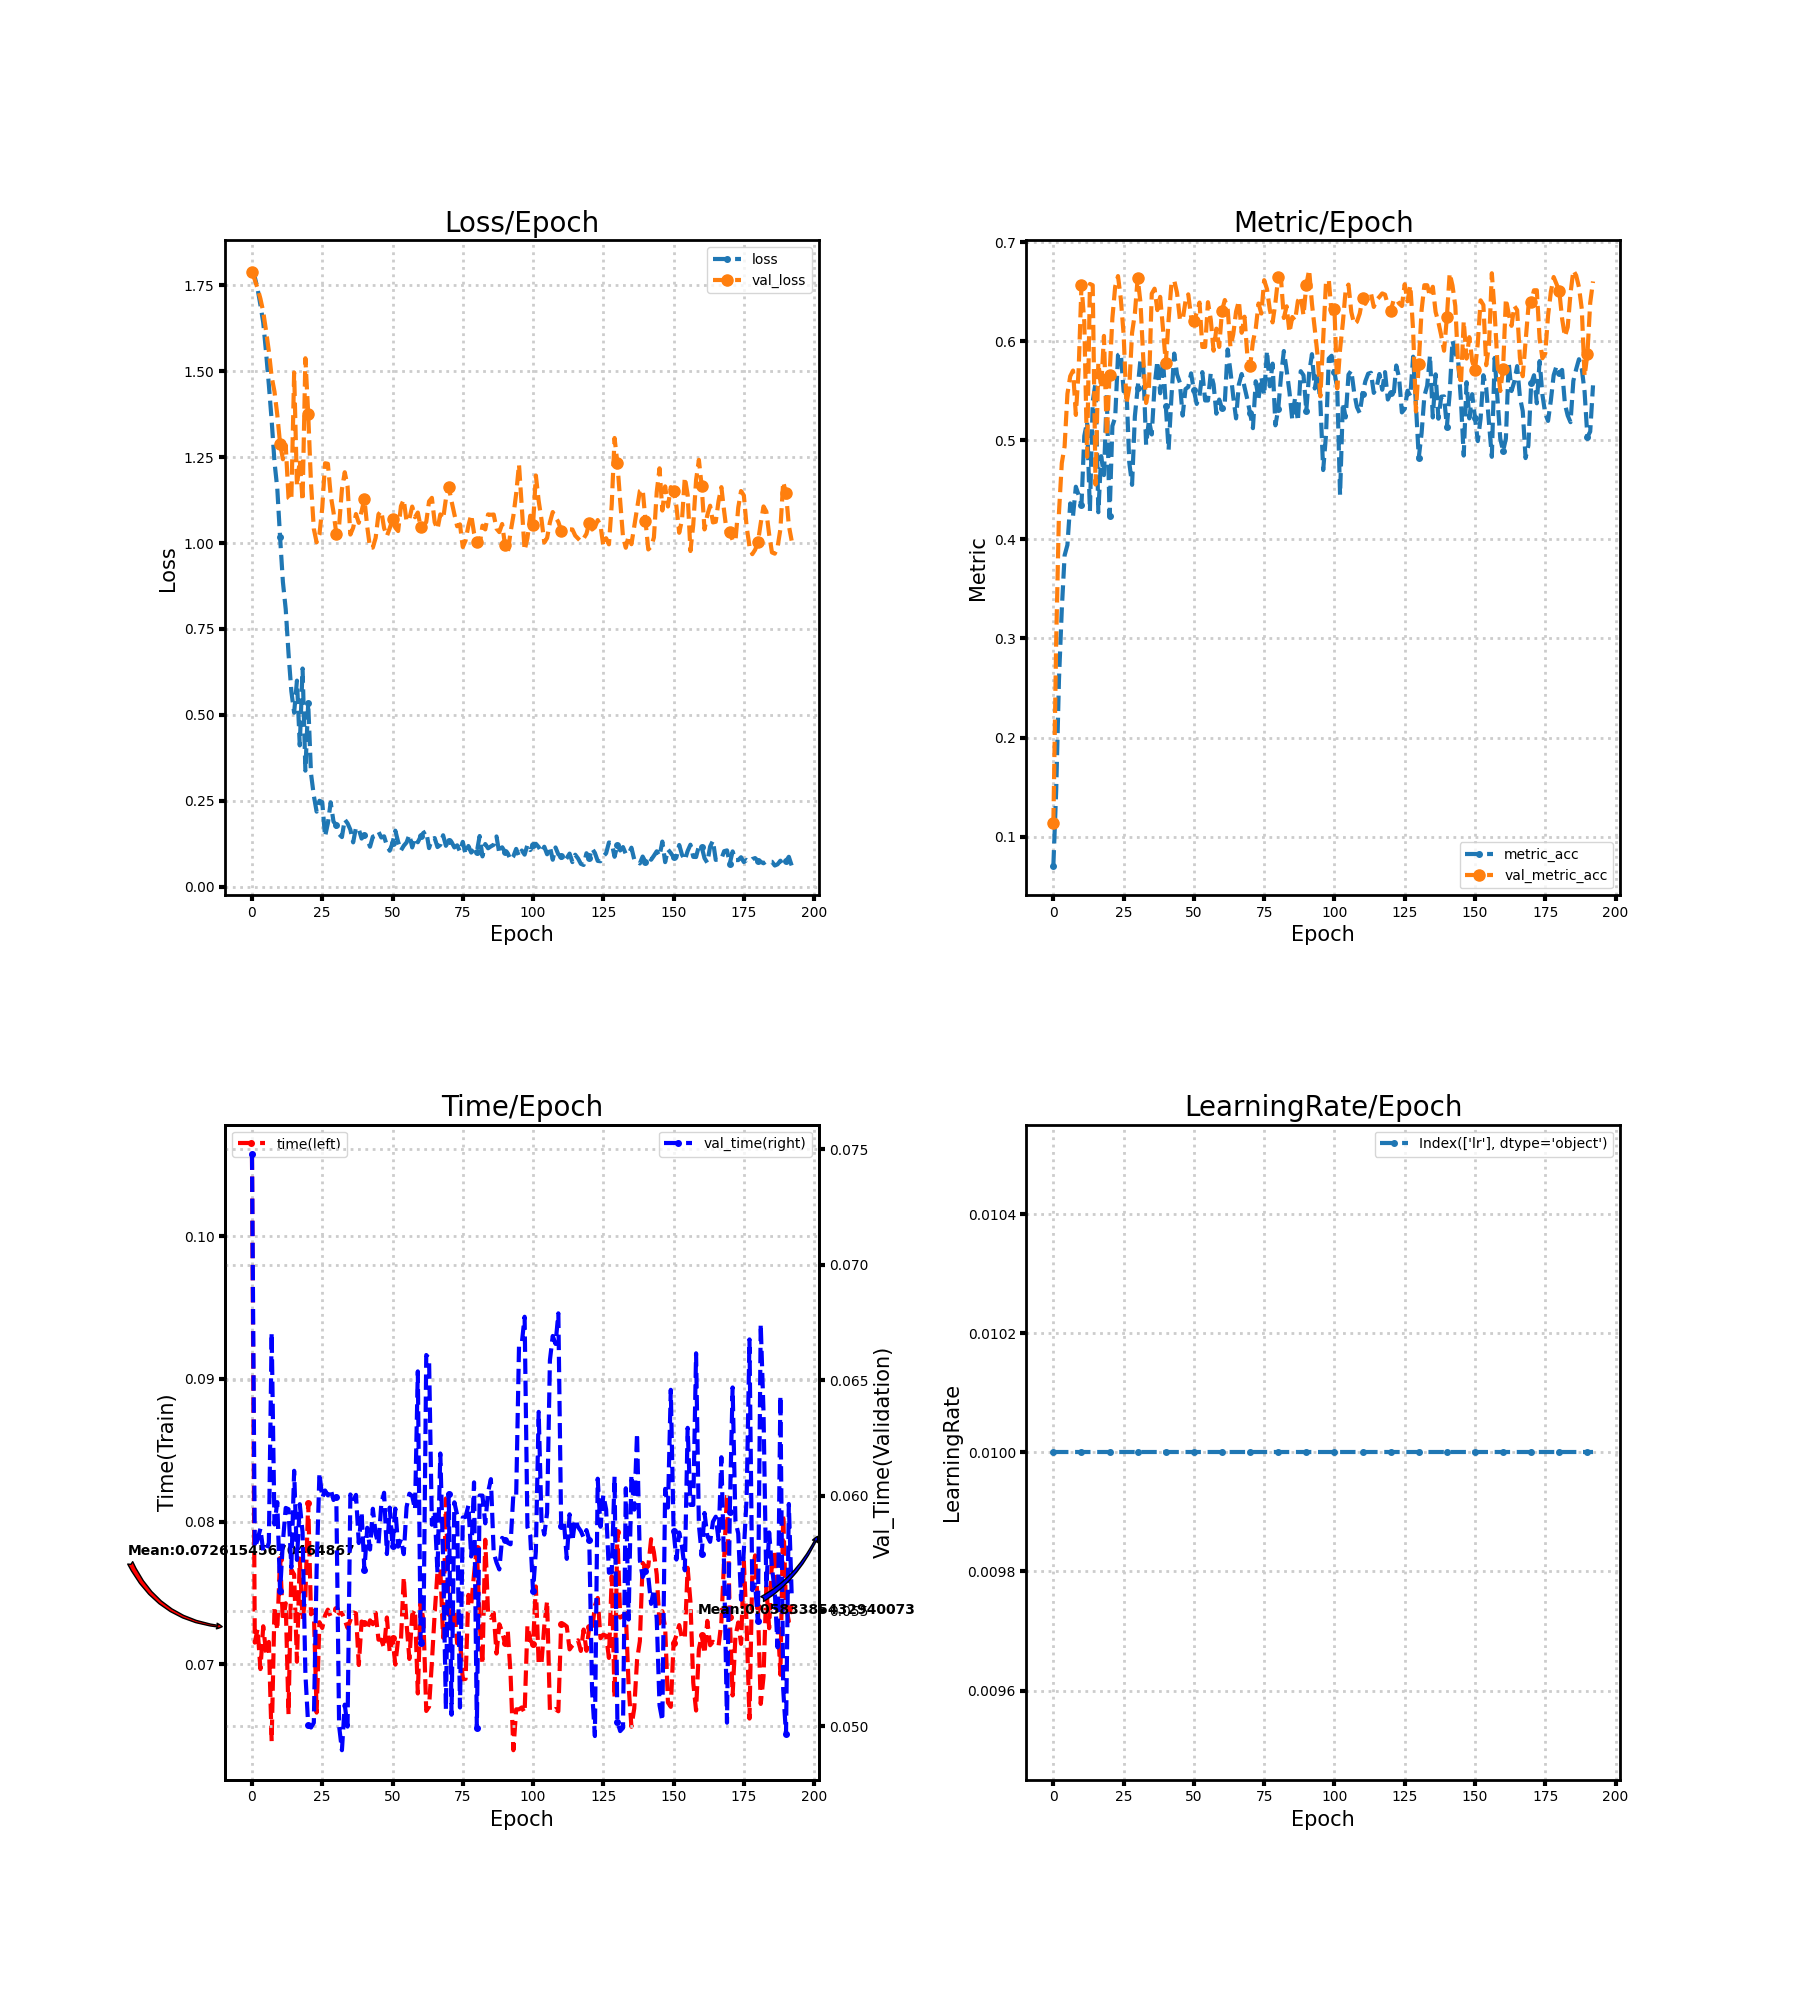 Loss/Epoch
loss
val_loss
1.75
1.50
1.25
1.00
0.75
0.50
0.25
0.00
Loss
0 25 50 75 100 125 150 175 200
Epoch
Metric/Epoch
0.7
0.6
0.5
0.4
0.3
0.2
0.1
Metric
metric_acc
val_metric_acc
0 25 50 75 100 125 150 175 200
Epoch
Time/Epoch
time(left)
val_time(right)
0.10
0.09
0.08
0.07
Time(Train)
0.075
0.070
0.065
0.060
0.055
0.050
Val_Time(Validation)
0 25 50 75 100 125 150 175 200
Epoch
LearningRate/Epoch
Index(['lr'], dtype='object')
0.0104
0.0102
0.0100
0.0098
0.0096
LearningRate
0 25 50 75 100 125 150 175 200
Epoch